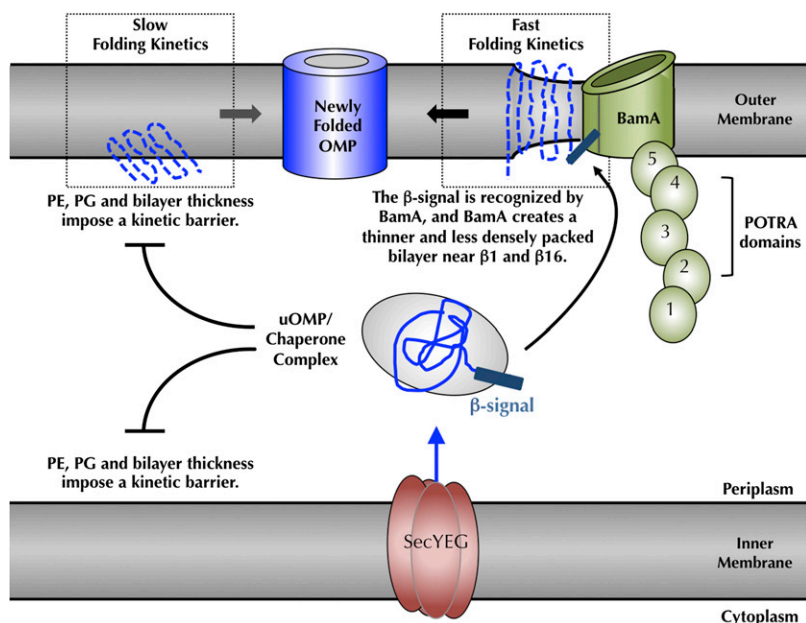 Slow
Folding Kinetics
Fast
Folding Kinetics
Newly
Folded
OMP
BamA
Outer
Membrane
PE, PG and bilayer thickness
impose a kinetic barrier.
The β-signal is recognized by
BamA, and BamA creates a
thinner and less densely packed
bilayer near β1 and β16.
5
4
3
2
1
POTRA
domains
uOMP/
Chaperone
Complex
β-signal
PE, PG and bilayer thickness
impose a kinetic barrier.
Periplasm
SecYEG
Inner
Membrane
Cytoplasm